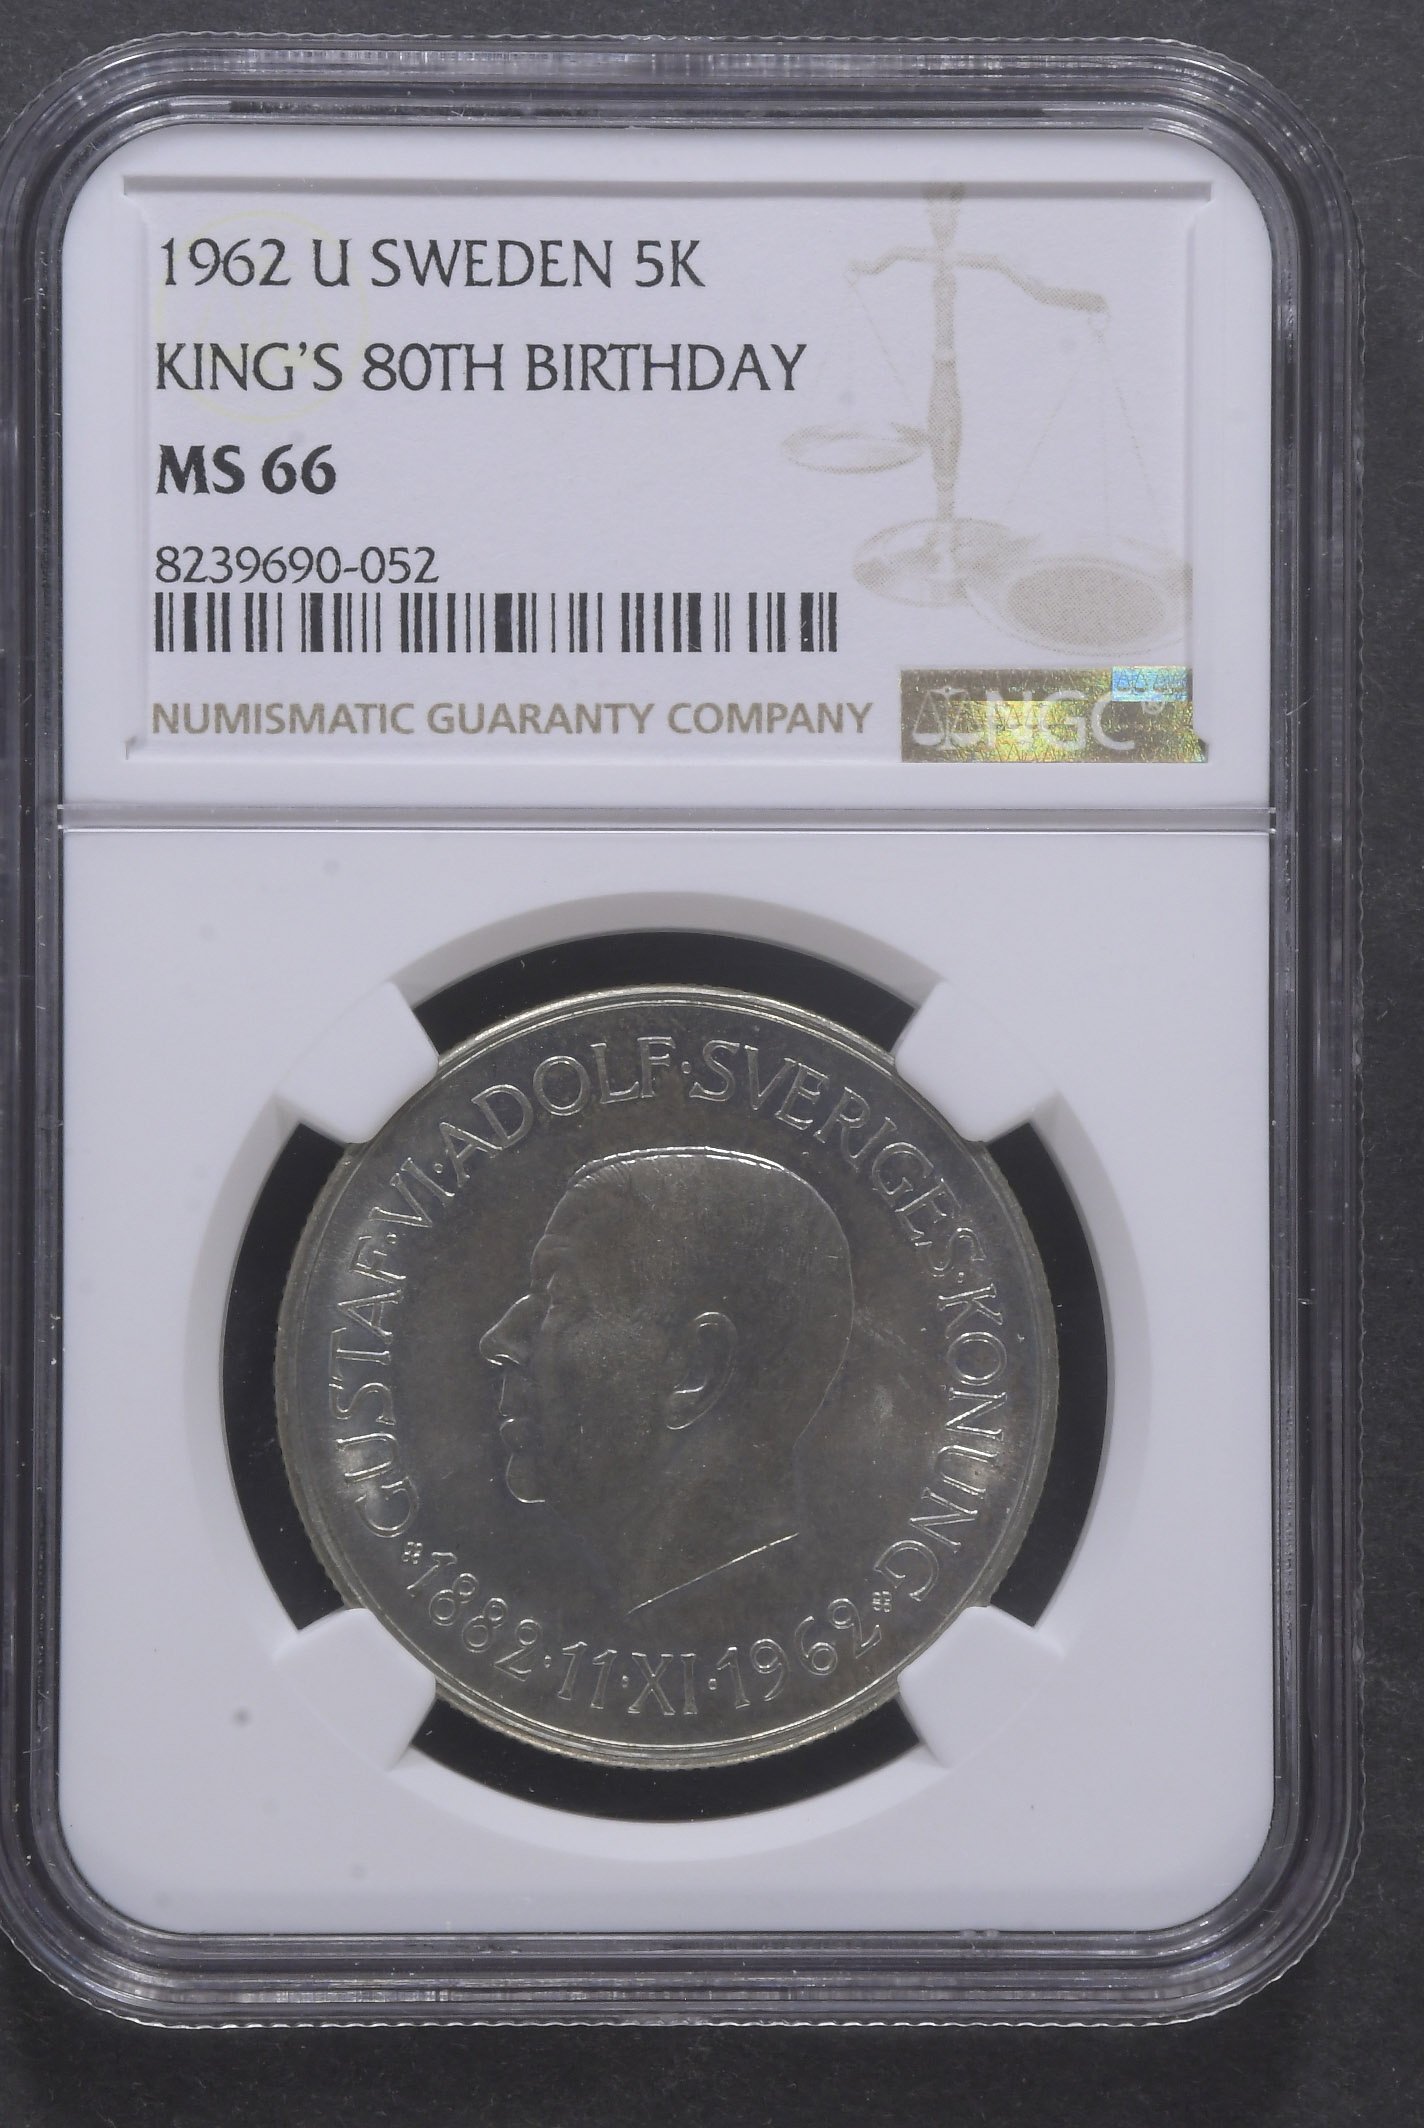 1962 U SWEDEN 5K
KING'S 80TH BIRTHDAY
MS 66
8239690-052
NUMISMATIC GUARANTY COMPANY
NGC®
GUSTAF·VI·ADOLF·SVERIGES·KONUNG
1882·11·XI·1962